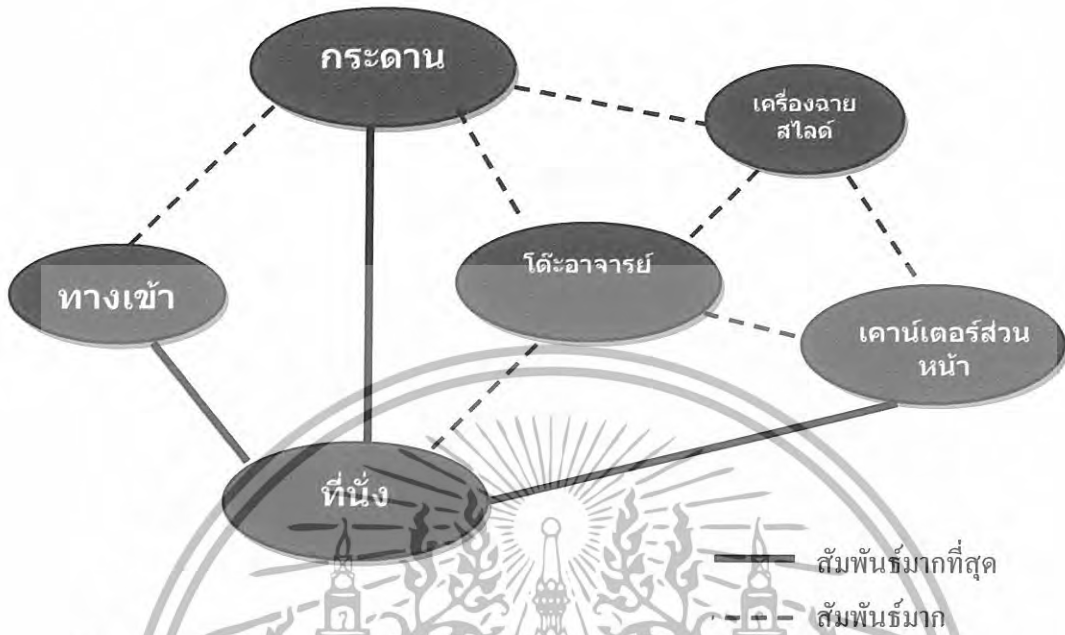 กระดาน
เครื่องฉาย
สไลด์
โต๊ะอาจารย์
ทางเข้า
เคาน์เตอร์ส่วน
หน้า
ที่นั่ง
สัมพันธ์มากที่สุด
สัมพันธ์มาก